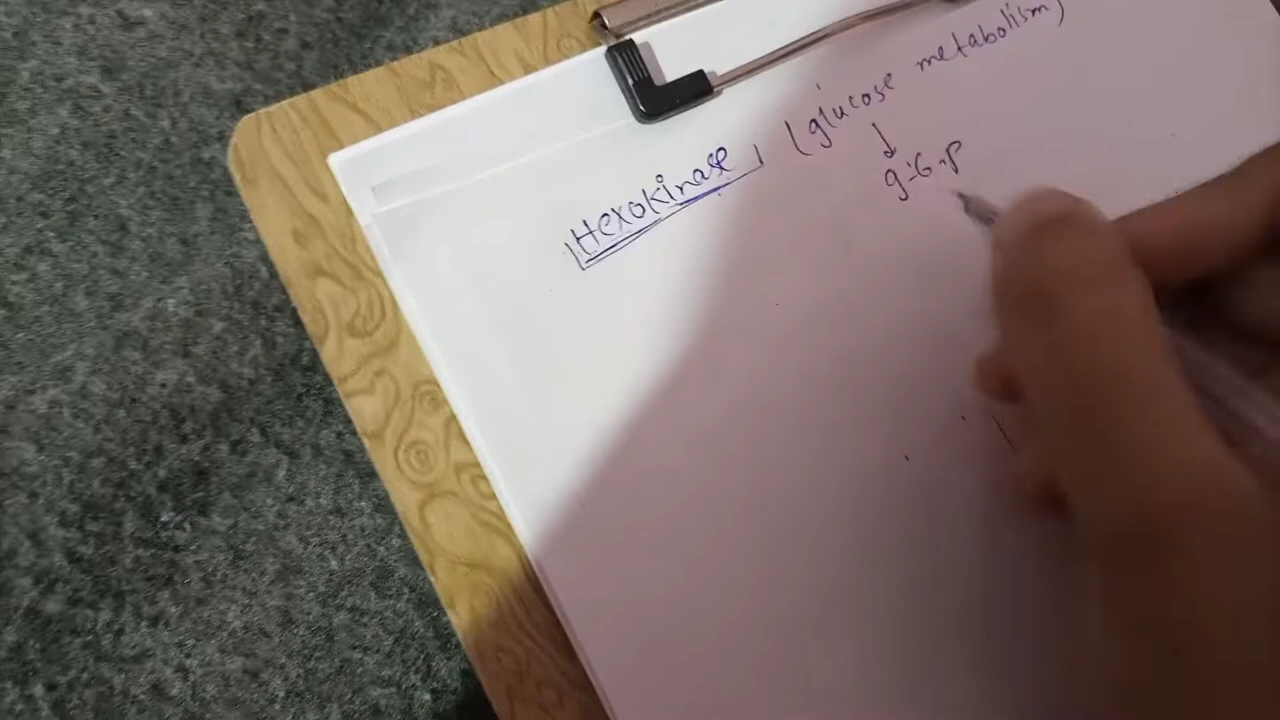 Hexokinase, (glucose metabolism)
↓
g-6-p